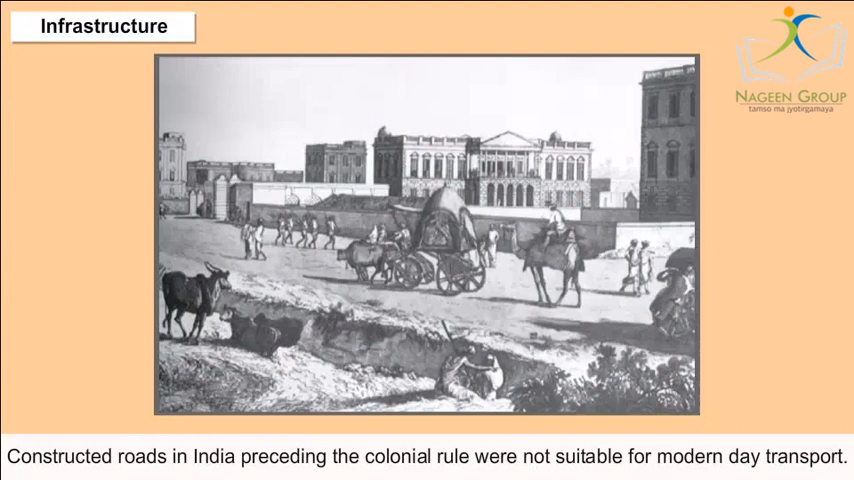 Infrastructure
NAGEEN GROUP
tamso ma jyotirgamaya
Constructed roads in India preceding the colonial rule were not suitable for modern day transport.